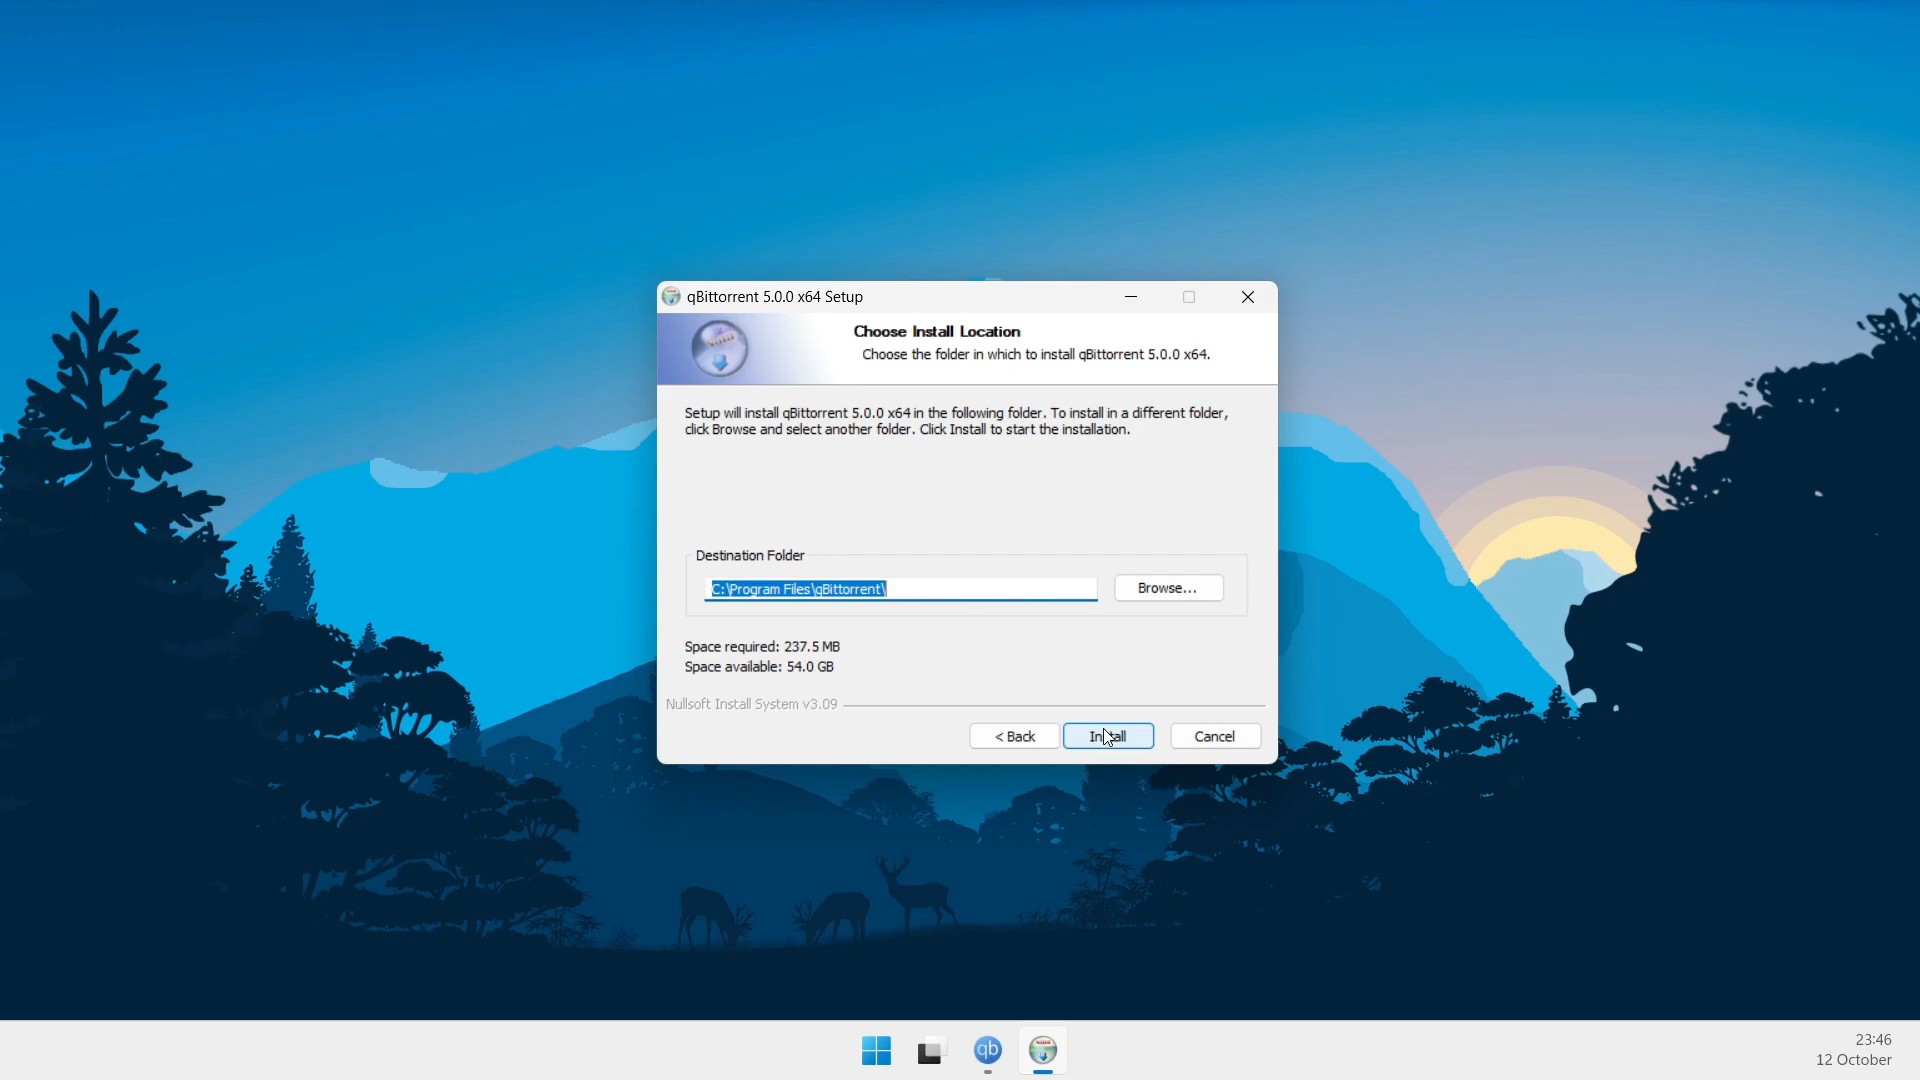 qBittorrent 5.0.0 x64 Setup
Choose Install Location
Choose the folder in which to install qBittorrent 5.0.0 x64.
Setup will install qBittorrent 5.0.0 x64 in the following folder. To install in a different folder,
click Browse and select another folder. Click Install to start the installation.
Destination Folder
C:\Program Files\qBittorrent\
Browse...
Space required: 237.5 MB
Space available: 54.0 GB
Nullsoft Install System v3.09
< Back
Install
Cancel
qb
23:46
12 October